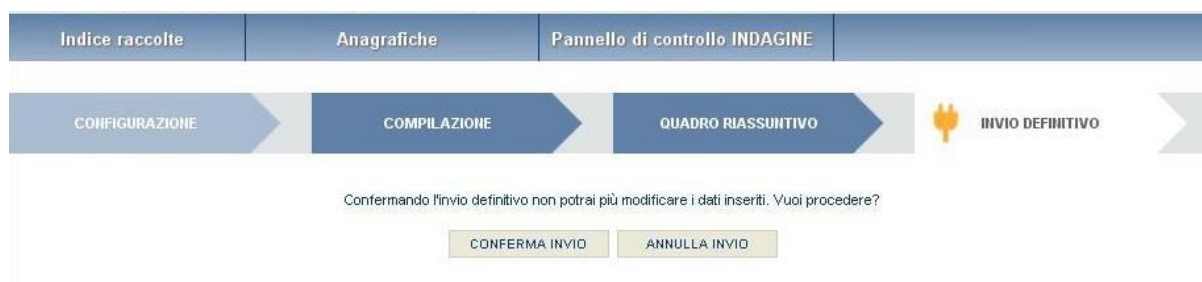 Indice raccolte
Anagrafiche
Pannello di controllo INDAGINE
CONFIGURAZIONE
COMPILAZIONE
QUADRO RIASSUNTIVO
INVIO DEFINITIVO
Confermando l'invio definitivo non potrai più modificare i dati inseriti. Vuoi procedere?
CONFERMA INVIO
ANNULLA INVIO